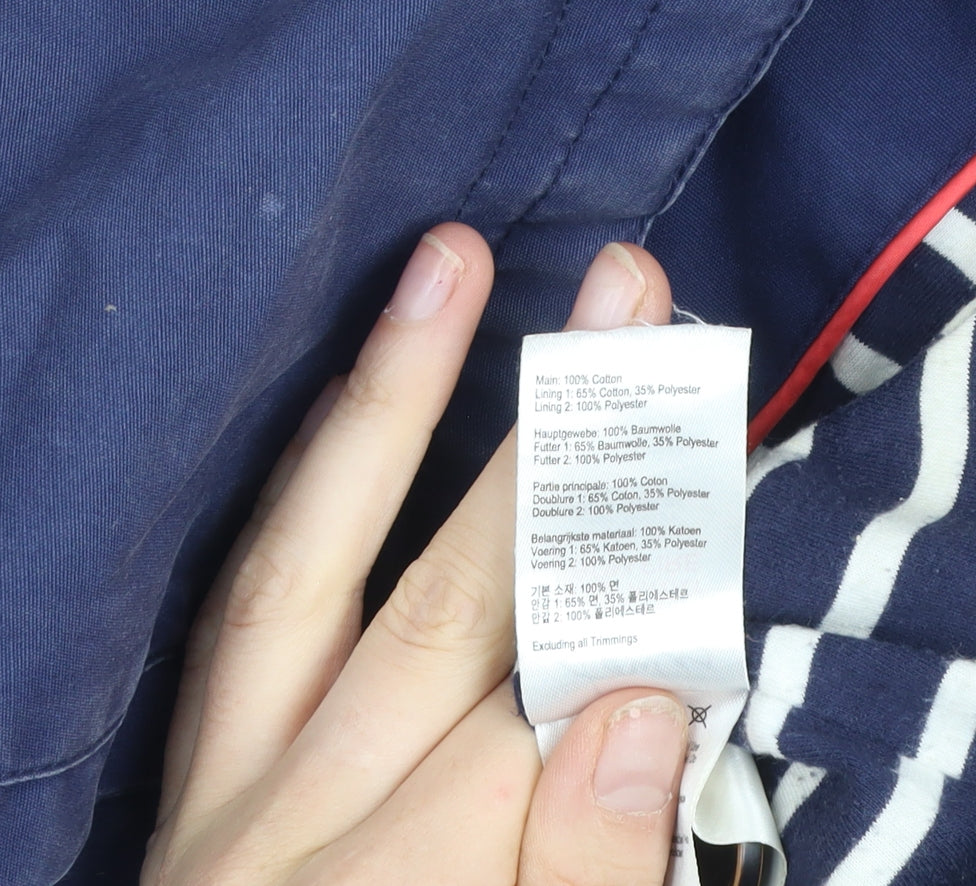 Main: 100% Cotton
Lining 1: 65% Cotton, 35% Polyester
Lining 2: 100% Polyester
Hauptgewebe: 100% Baumwolle
Futter 1: 65% Baumwolle, 35% Polyester
Futter 2: 100% Polyester
Partie principale: 100% Coton
Doublure 1: 65% Coton, 35% Polyester
Doublure 2: 100% Polyester
Belangrijkste materiaal: 100% Katoen
Voering 1: 65% Katoen, 35% Polyester
Voering 2: 100% Polyester
기본 소재: 100% 면
안감 1: 65% 면, 35% 폴리에스테르
안감 2: 100% 폴리에스테르
Excluding all Trimmings